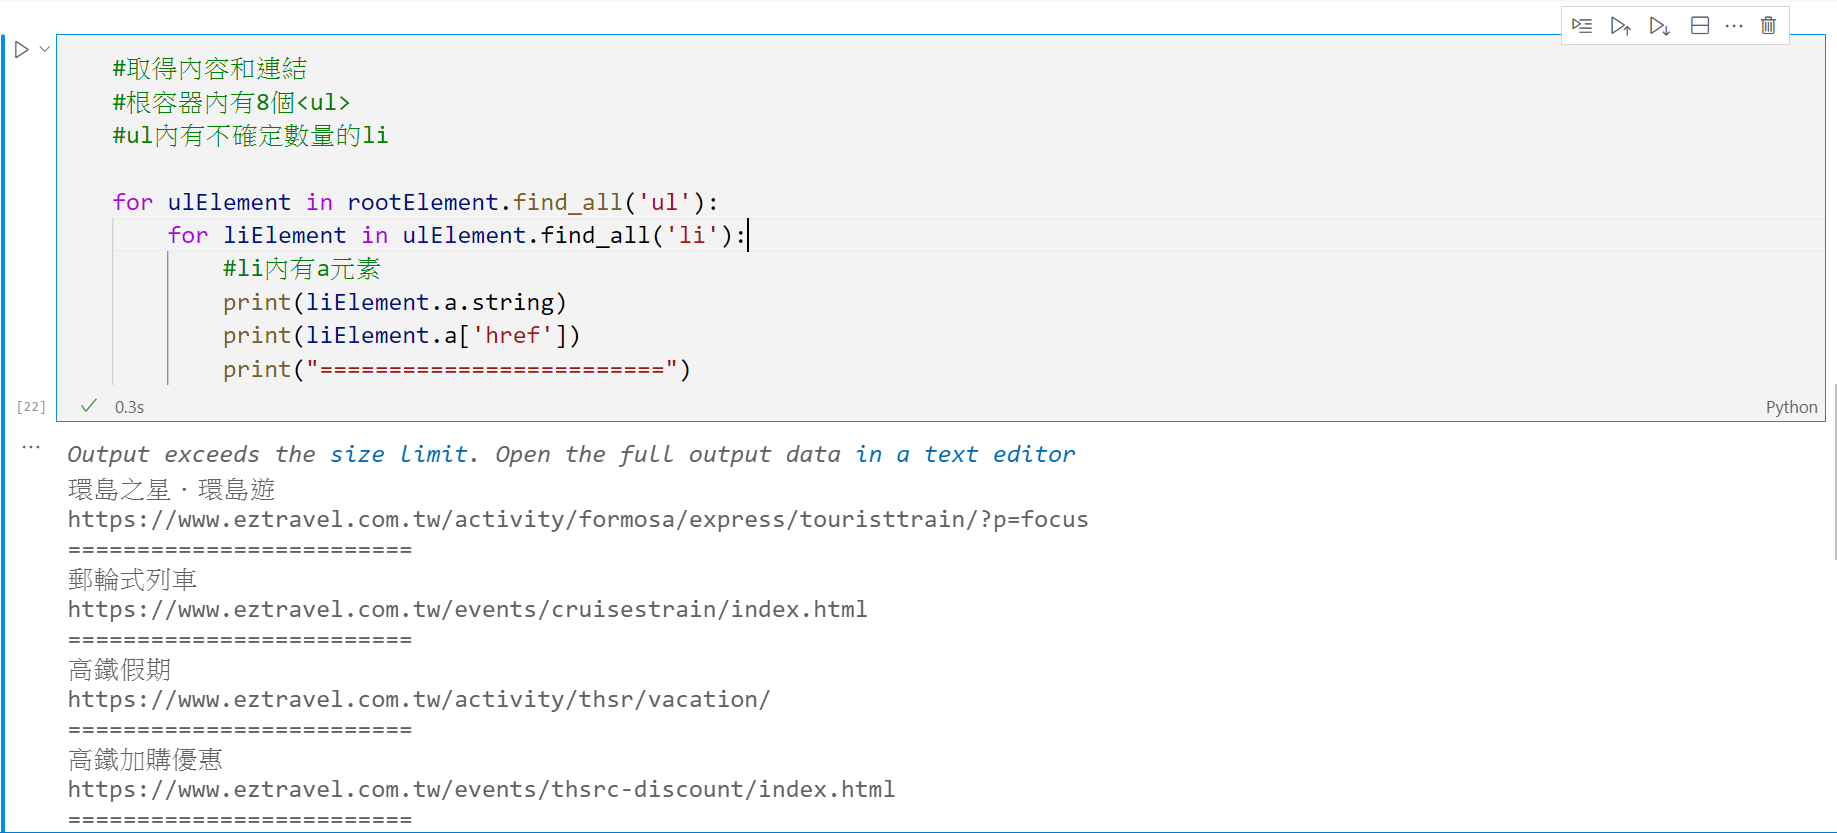 #取得內容和連結
#根容器內有8個<ul>
#ul內有不確定數量的li
for ulElement in rootElement.find_all('ul'):
for liElement in ulElement.find_all('li'):
#li內有a元素
print(liElement.a.string)
print(liElement.a['href'])
print("=========================")
[22]
0.3s
Python
Output exceeds the size limit. Open the full output data in a text editor
環島之星．環島遊
https://www.eztravel.com.tw/activity/formosa/express/touristtrain/?p=focus
=========================
郵輪式列車
https://www.eztravel.com.tw/events/cruisestrain/index.html
=========================
高鐵假期
https://www.eztravel.com.tw/activity/thsr/vacation/
=========================
高鐵加購優惠
https://www.eztravel.com.tw/events/thsrc-discount/index.html
=========================